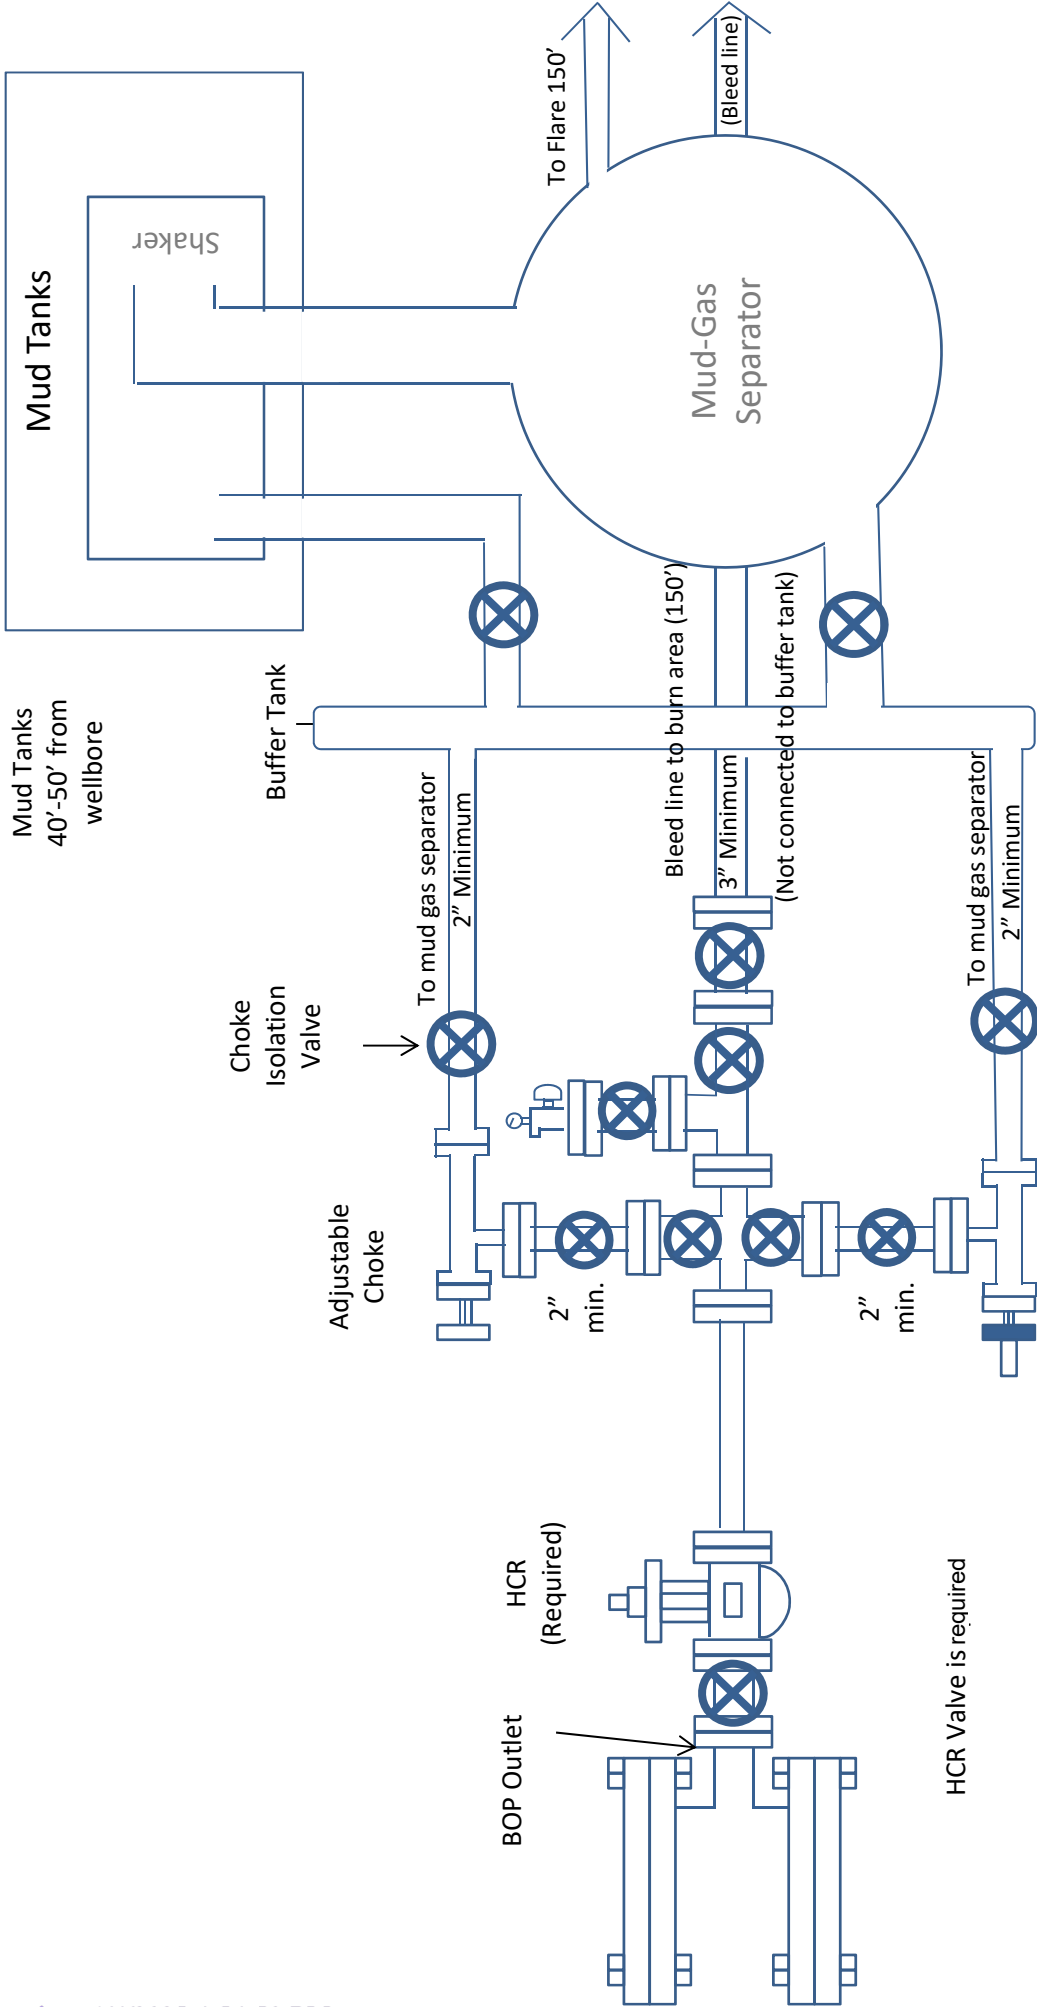 Mud Tanks
Shaker
To Flare 150’
(Bleed line)
Mud-Gas
Separator
Mud Tanks
40’-50’ from
wellbore
Buffer Tank
Bleed line to burn area (150’)
3” Minimum
(Not connected to buffer tank)
To mud gas separator
2” Minimum
To mud gas separator
2” Minimum
Choke
Isolation
Valve
Adjustable
Choke
2”
min.
2”
min.
HCR
(Required)
BOP Outlet
HCR Valve is required